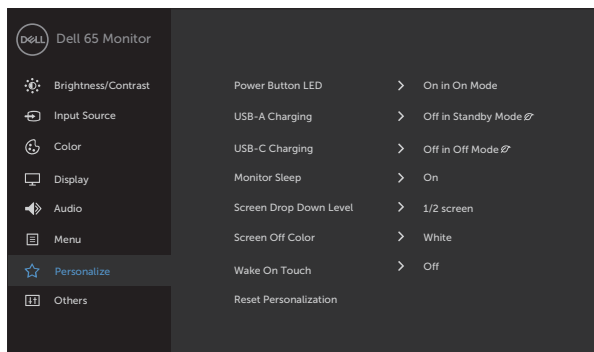 DELL Dell 65 Monitor
Brightness/Contrast
Input Source
Color
Display
Audio
Menu
Personalize
Others
Power Button LED > On in On Mode
USB-A Charging > Off in Standby Mode
USB-C Charging > Off in Off Mode
Monitor Sleep > On
Screen Drop Down Level > 1/2 screen
Screen Off Color > White
Wake On Touch > Off
Reset Personalization